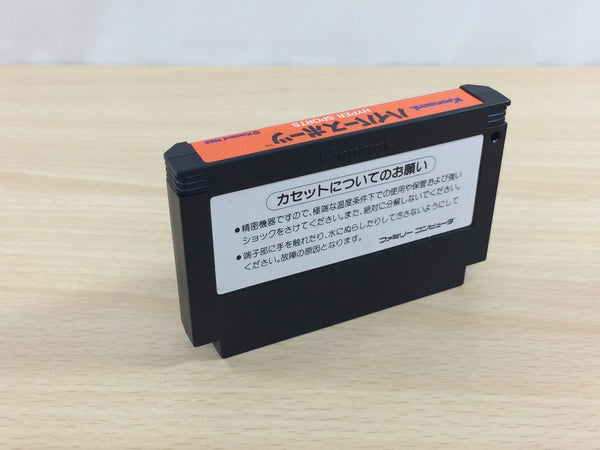 Konami
ハイパースポーツ™
HYPER SPORTS
© Konami 1985
Konami
カセットについてのお願い
● 精密機器ですので、極端な温度条件下での使用や保管および強い
ショックをさけてください。また、絶対に分解しないでください。
● 端子部に手を触れたり、水にぬらしたりして汚さないようにして
ください。故障の原因となります。
ファミリー コンピュータ